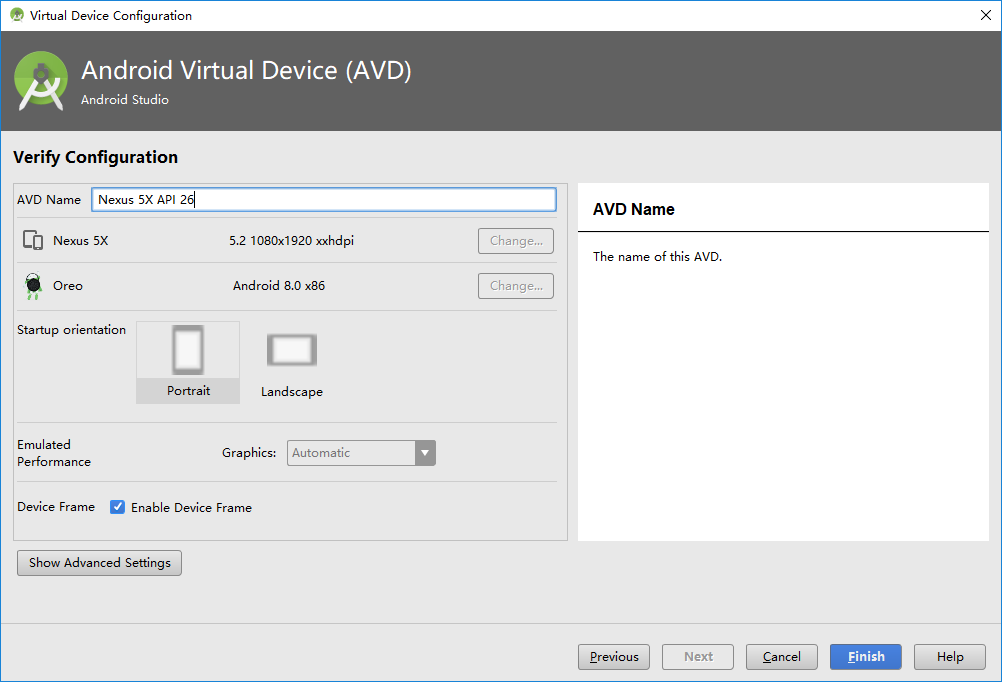 Virtual Device Configuration
Android Virtual Device (AVD)
Android Studio
Verify Configuration
AVD Name Nexus 5X API 26
Nexus 5X 5.2 1080x1920 xxhdpi Change...
Oreo Android 8.0 x86 Change...
Startup orientation
Portrait
Landscape
Emulated
Performance
Graphics: Automatic
Device Frame Enable Device Frame
Show Advanced Settings
AVD Name
The name of this AVD.
Previous Next Cancel Finish Help